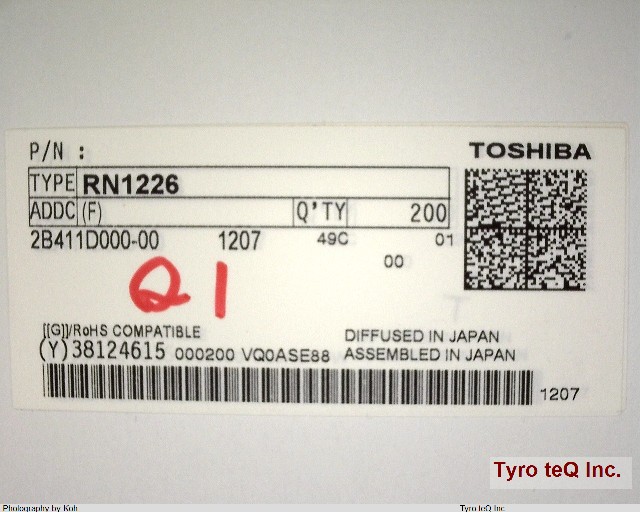 P/N :
TOSHIBA
TYPE RN1226
ADDC (F) Q'TY 200
2B411D000-00 1207 49C 01
00
Q1
[[G]]/RoHS COMPATIBLE
DIFFUSED IN JAPAN
(Y)38124615 000200 VQ0ASE88 ASSEMBLED IN JAPAN
1207
Tyro teQ Inc.
Photography by Koh Tyro teQ Inc